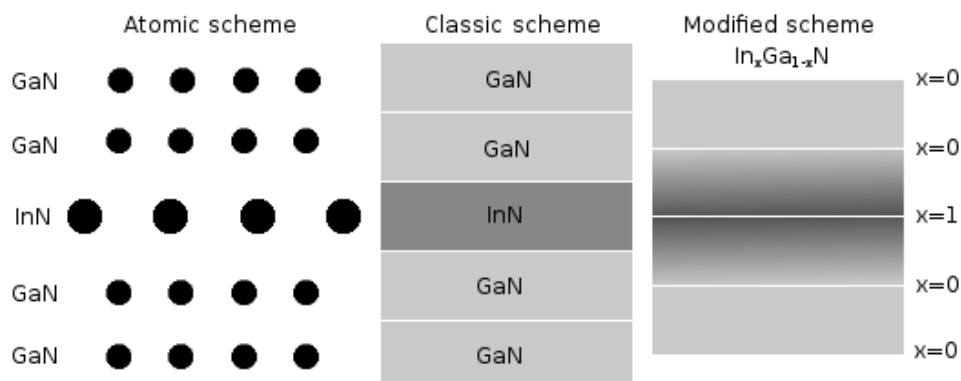 Atomic scheme
GaN
GaN
InN
GaN
GaN
Classic scheme
GaN
GaN
InN
GaN
GaN
Modified scheme
InₓGa₁₋ₓN
x=0
x=0
x=1
x=0
x=0